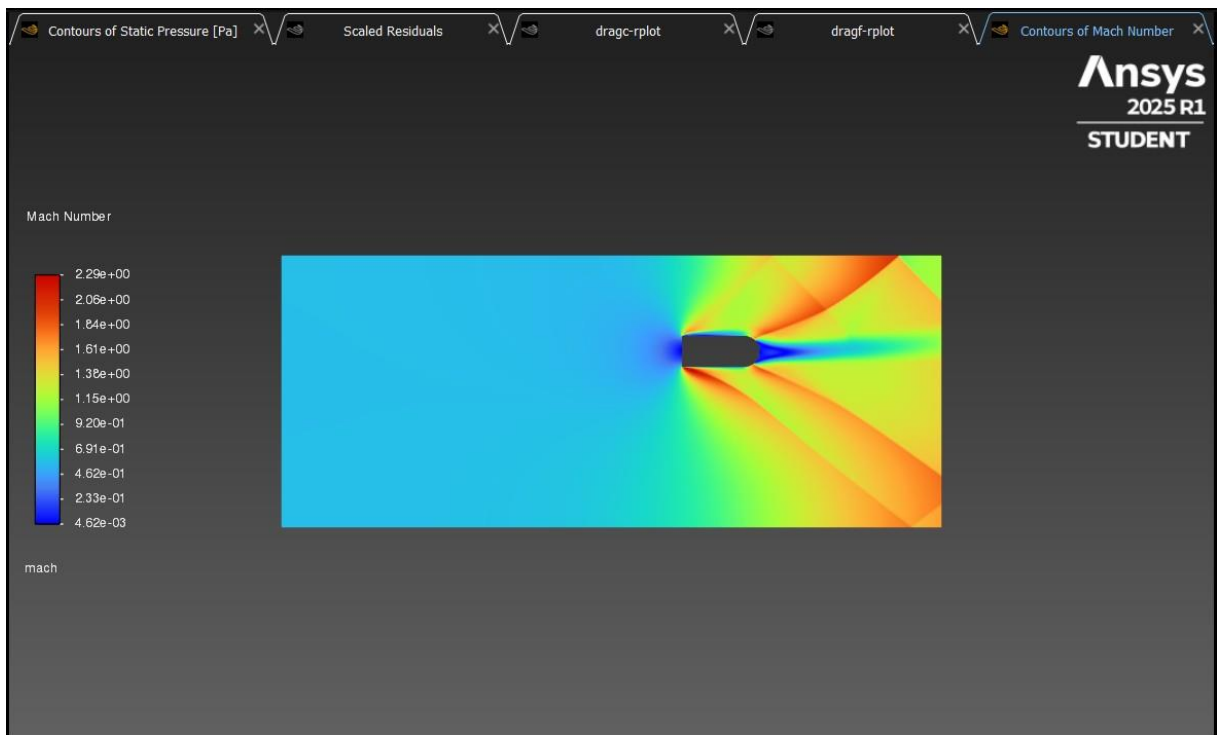 Contours of Static Pressure [Pa] Scaled Residuals dragc-rplot dragf-rplot Contours of Mach Number
Ansys
2025 R1
STUDENT
Mach Number
2.29e+00
2.06e+00
1.84e+00
1.61e+00
1.38e+00
1.15e+00
9.20e-01
6.91e-01
4.62e-01
2.33e-01
4.62e-03
mach